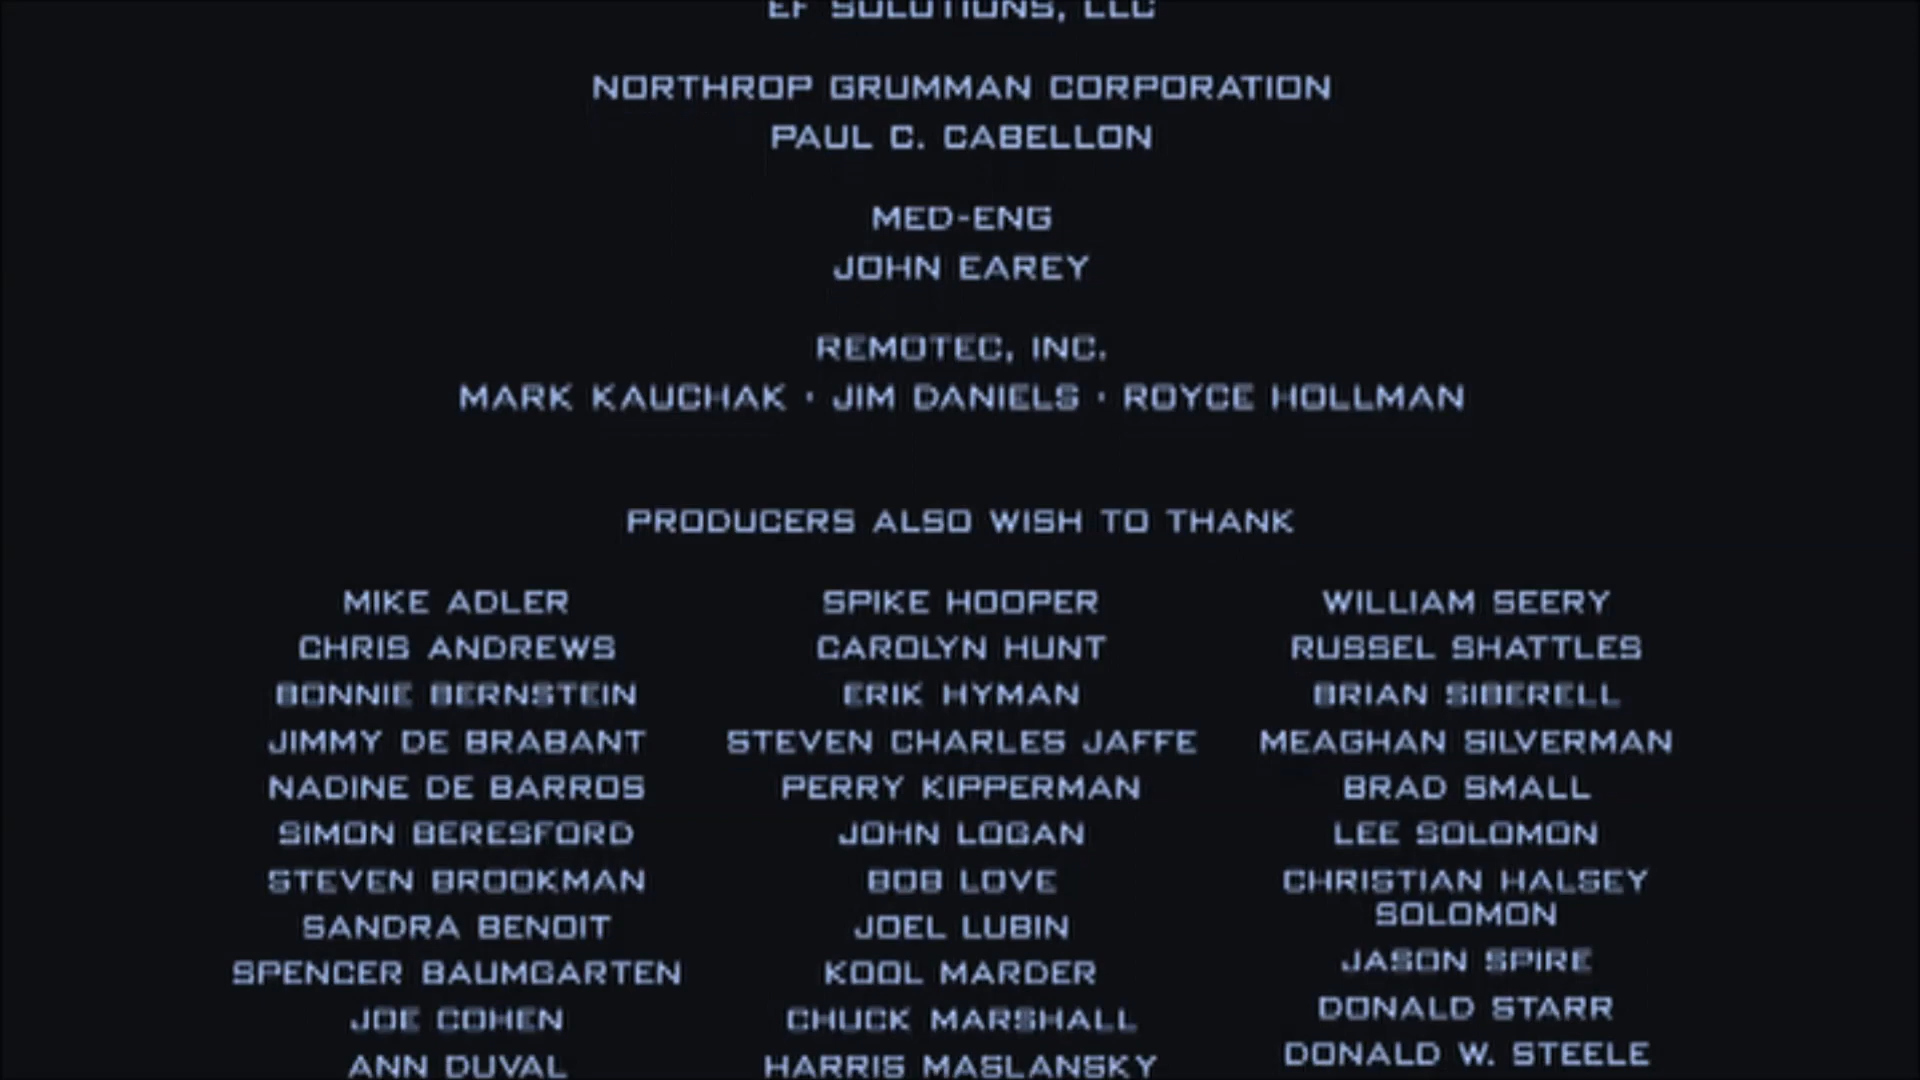 EF SOLUTIONS, LLC
NORTHROP GRUMMAN CORPORATION
PAUL C. CABELLON
MED-ENG
JOHN EAREY
REMOTEC, INC.
MARK KAUCHAK · JIM DANIELS · ROYCE HOLLMAN
PRODUCERS ALSO WISH TO THANK
MIKE ADLER
CHRIS ANDREWS
BONNIE BERNSTEIN
JIMMY DE BRABANT
NADINE DE BARROS
SIMON BERESFORD
STEVEN BROOKMAN
SANDRA BENOIT
SPENCER BAUMGARTEN
JOE COHEN
ANN DUVAL
SPIKE HOOPER
CAROLYN HUNT
ERIK HYMAN
STEVEN CHARLES JAFFE
PERRY KIPPERMAN
JOHN LOGAN
BOB LOVE
JOEL LUBIN
KOOL MARDER
CHUCK MARSHALL
HARRIS MASLANSKY
WILLIAM SEERY
RUSSEL SHATTLES
BRIAN SIBERELL
MEAGHAN SILVERMAN
BRAD SMALL
LEE SOLOMON
CHRISTIAN HALSEY
SOLOMON
JASON SPIRE
DONALD STARR
DONALD W. STEELE